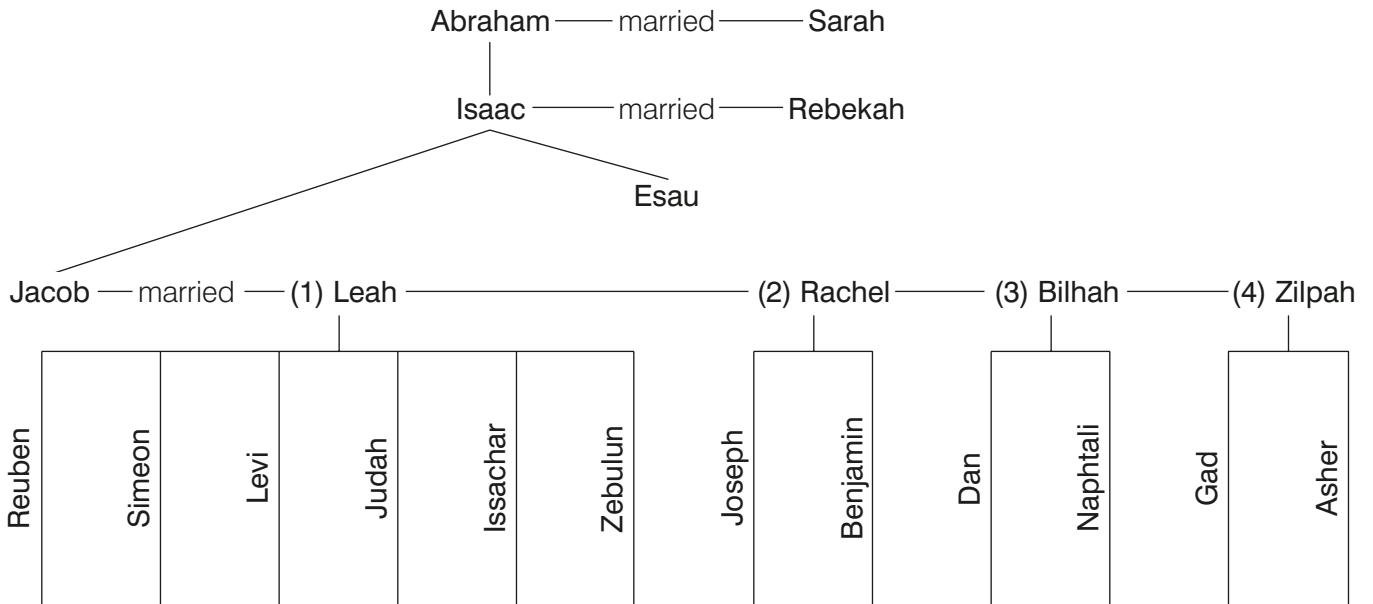 Abraham married Sarah
Isaac married Rebekah
Esau
Jacob married (1) Leah (2) Rachel (3) Bilhah (4) Zilpah
Reuben
Simeon
Levi
Judah
Issachar
Zebulun
Joseph
Benjamin
Dan
Naphtali
Gad
Asher